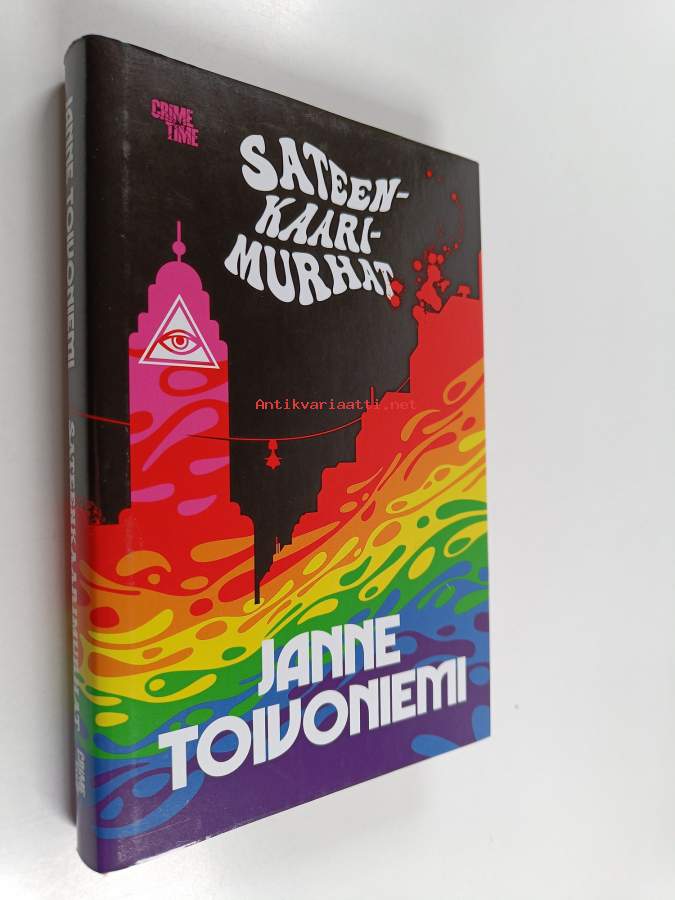 CRIME
TIME
SATEEN-
KAARI-
MURHAT
Antikvariaatti.net
JANNE
TOIVONIEMI
JANNE TOIVONIEMI
SATEENKAARIMURHAT
CRIME
TIME